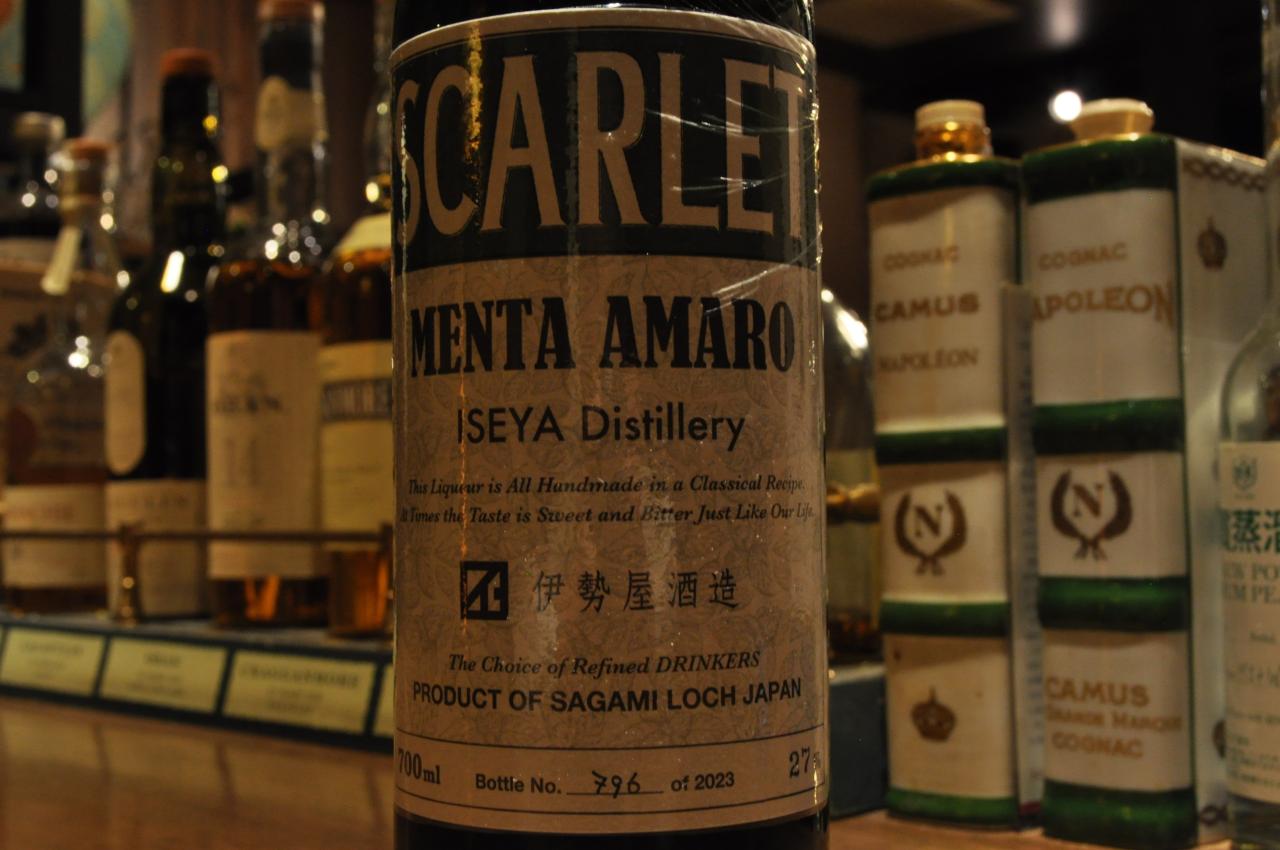 SCARLET
MENTA AMARO
ISEYA Distillery
This Liqueur is All Handmade in a Classical Recipe.
At Times the Taste is Sweet and Bitter Just Like Our Life.
伊勢屋酒造
The Choice of Refined DRINKERS
PRODUCT OF SAGAMI LOCH JAPAN
700ml
Bottle No. 796 of 2023
27
COGNAC
CAMUS
NAPOLEON
N
COGNAC
NAPOLEON
N
CAMUS
GRANDE MARQUE
COGNAC